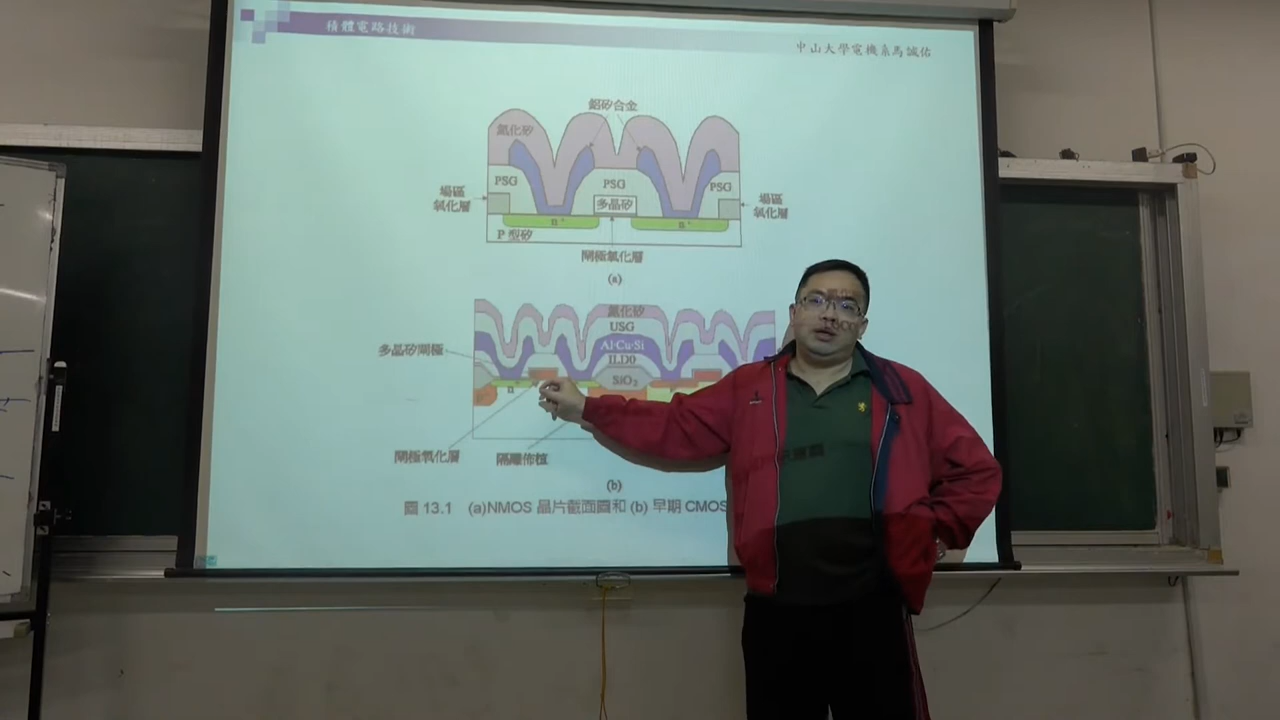 積體電路技術
中山大學電機系馬誠佑
鋁矽合金
氮化矽
PSG
PSG
PSG
場區
氧化層
多晶矽
場區
氧化層
n⁺
n⁺
P 型矽
閘極氧化層
(a)
氮化矽
USG
Al·Cu·Si
多晶矽閘極
ILD0
SiO₂
閘極氧化層
隔離佈植
(b)
圖 13.1 (a)NMOS 晶片截面圖和 (b) 早期 CMOS